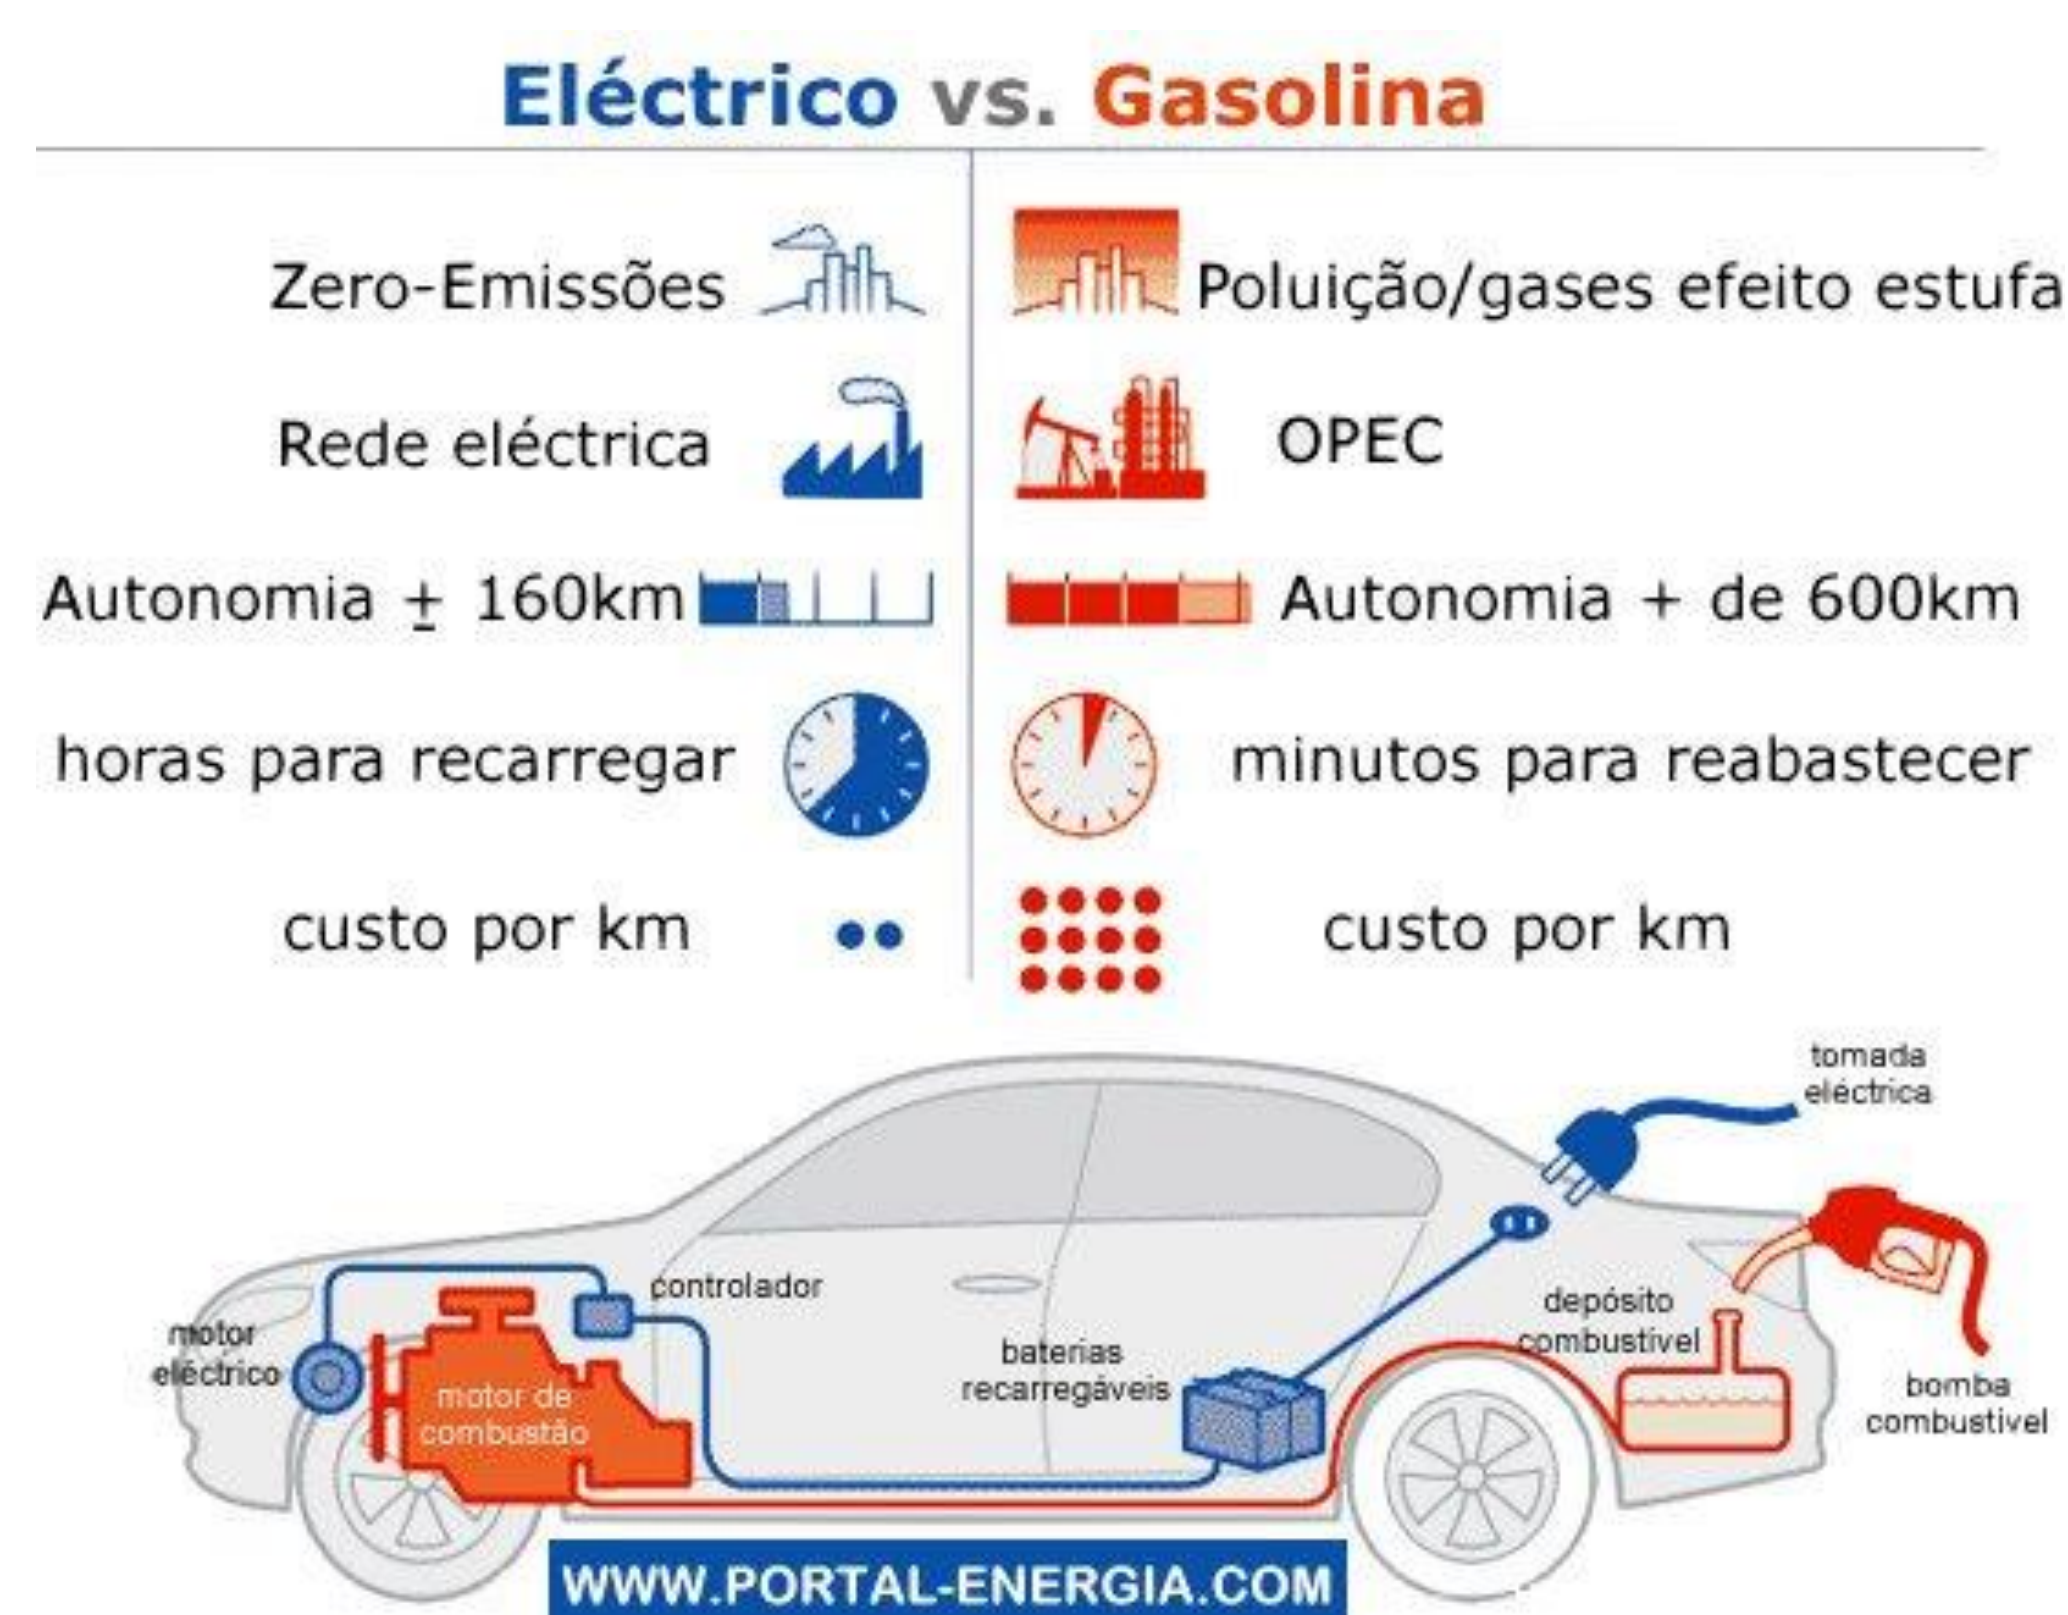 Eléctrico vs. Gasolina
Zero-Emissões
Poluição/gases efeito estufa
Rede eléctrica
OPEC
Autonomia ± 160km
Autonomia + de 600km
horas para recarregar
minutos para reabastecer
custo por km
custo por km
tomada
eléctrica
controlador
motor
eléctrico
motor de
combustão
baterias
recarregáveis
depósito
combustivel
bomba
combustivel
WWW.PORTAL-ENERGIA.COM